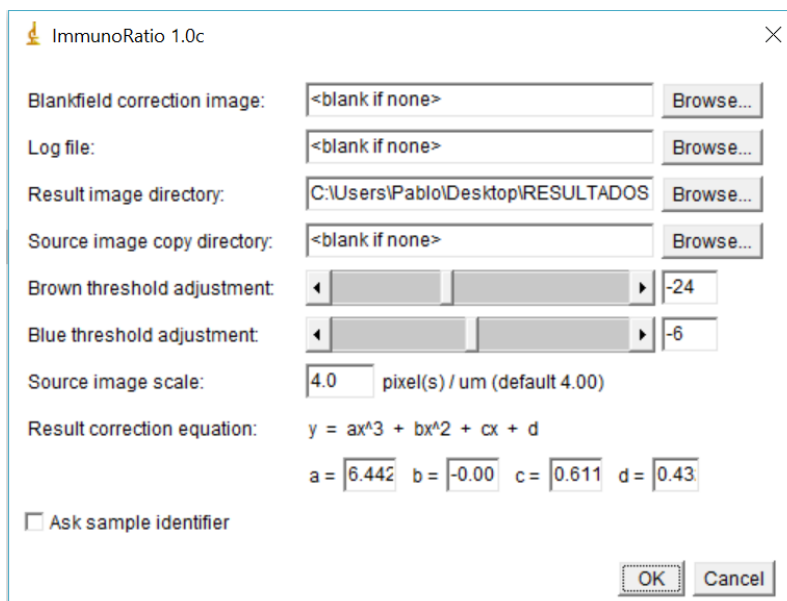 ImmunoRatio 1.0c
Blankfield correction image: <blank if none> Browse...
Log file: <blank if none> Browse...
Result image directory: C:\Users\Pablo\Desktop\RESULTADOS Browse...
Source image copy directory: <blank if none> Browse...
Brown threshold adjustment: -24
Blue threshold adjustment: -6
Source image scale: 4.0 pixel(s) / um (default 4.00)
Result correction equation: y = ax^3 + bx^2 + cx + d
a = 6.442 b = -0.00 c = 0.611 d = 0.43
Ask sample identifier
OK Cancel